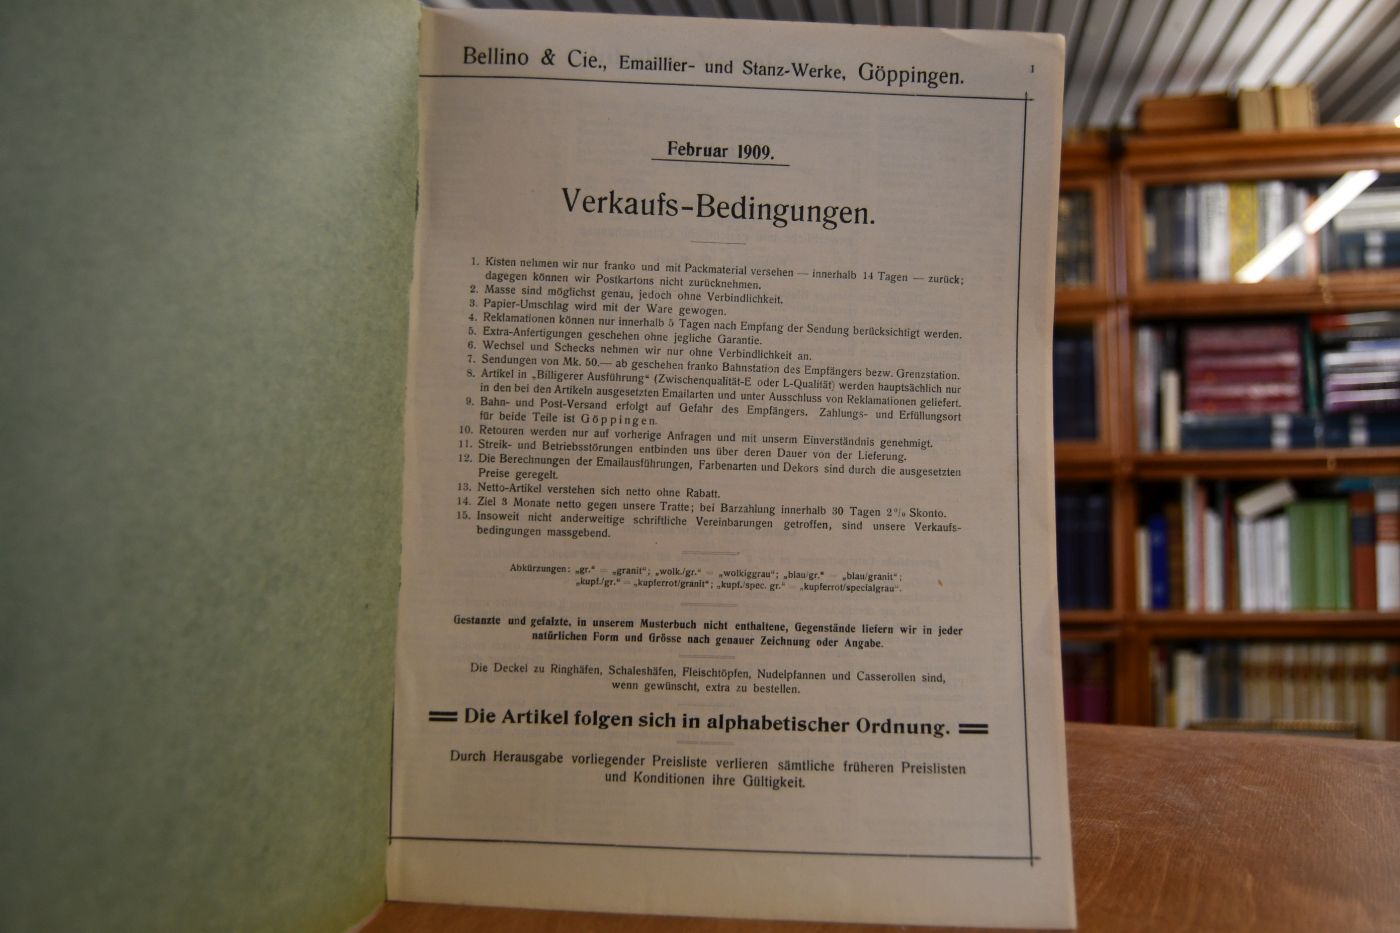 Bellino & Cie., Emaillier- und Stanz-Werke, Göppingen.
1
Februar 1909.
Verkaufs-Bedingungen.
1. Kisten nehmen wir nur franko und mit Packmaterial versehen — innerhalb 14 Tagen — zurück;
dagegen können wir Postkartons nicht zurücknehmen.
2. Masse sind möglichst genau, jedoch ohne Verbindlichkeit.
3. Papier-Umschlag wird mit der Ware gewogen.
4. Reklamationen können nur innerhalb 5 Tagen nach Empfang der Sendung berücksichtigt werden.
5. Extra-Anfertigungen geschehen ohne jegliche Garantie.
6. Wechsel und Schecks nehmen wir nur ohne Verbindlichkeit an.
7. Sendungen von Mk. 50.— ab geschehen franko Bahnstation des Empfängers bezw. Grenzstation.
8. Artikel in „Billigerer Ausführung“ (Zwischenqualität-E oder L-Qualität) werden hauptsächlich nur
in den bei den Artikeln ausgesetzten Emailarten und unter Ausschluss von Reklamationen geliefert.
9. Bahn- und Post-Versand erfolgt auf Gefahr des Empfängers. Zahlungs- und Erfüllungsort
für beide Teile ist Göppingen.
10. Retouren werden nur auf vorherige Anfragen und mit unserm Einverständnis genehmigt.
11. Streik- und Betriebsstörungen entbinden uns über deren Dauer von der Lieferung.
12. Die Berechnungen der Emailausführungen, Farbenarten und Dekors sind durch die ausgesetzten
Preise geregelt.
13. Netto-Artikel verstehen sich netto ohne Rabatt.
14. Ziel 3 Monate netto gegen unsere Tratte; bei Barzahlung innerhalb 30 Tagen 2% Skonto.
15. Insoweit nicht anderweitige schriftliche Vereinbarungen getroffen, sind unsere Verkaufs-
bedingungen massgebend.
Abkürzungen: „gr.“ = „granit“; „wolk./gr.“ = „wolkiggrau“; „blau/gr.“ = „blau/granit“;
„kupf./gr.“ = „kupferrot/granit“; „kupf./spec. gr.“ = „kupferrot/specialgrau“.
Gestanzte und gefalzte, in unserem Musterbuch nicht enthaltene, Gegenstände liefern wir in jeder
natürlichen Form und Grösse nach genauer Zeichnung oder Angabe.
Die Deckel zu Ringhäfen, Schaleshäfen, Fleischtöpfen, Nudelpfannen und Casserollen sind,
wenn gewünscht, extra zu bestellen.
Die Artikel folgen sich in alphabetischer Ordnung.
Durch Herausgabe vorliegender Preisliste verlieren sämtliche früheren Preislisten
und Konditionen ihre Gültigkeit.